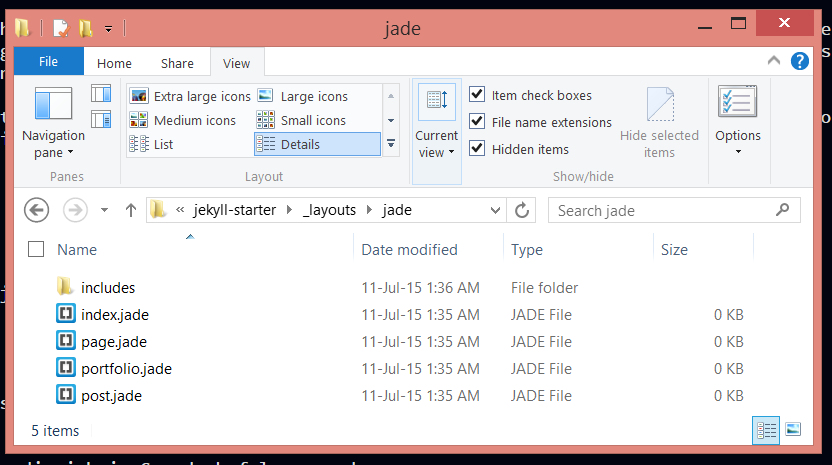 jade
File Home Share View
Extra large icons Large icons
Medium icons Small icons
List Details
Navigation
pane
Current
view
Item check boxes
File name extensions
Hidden items
Hide selected
items
Options
Panes Layout Show/hide
« jekyll-starter _layouts jade Search jade
Name Date modified Type Size
includes 11-Jul-15 1:36 AM File folder
index.jade 11-Jul-15 1:35 AM JADE File 0 KB
page.jade 11-Jul-15 1:35 AM JADE File 0 KB
portfolio.jade 11-Jul-15 1:35 AM JADE File 0 KB
post.jade 11-Jul-15 1:35 AM JADE File 0 KB
5 items